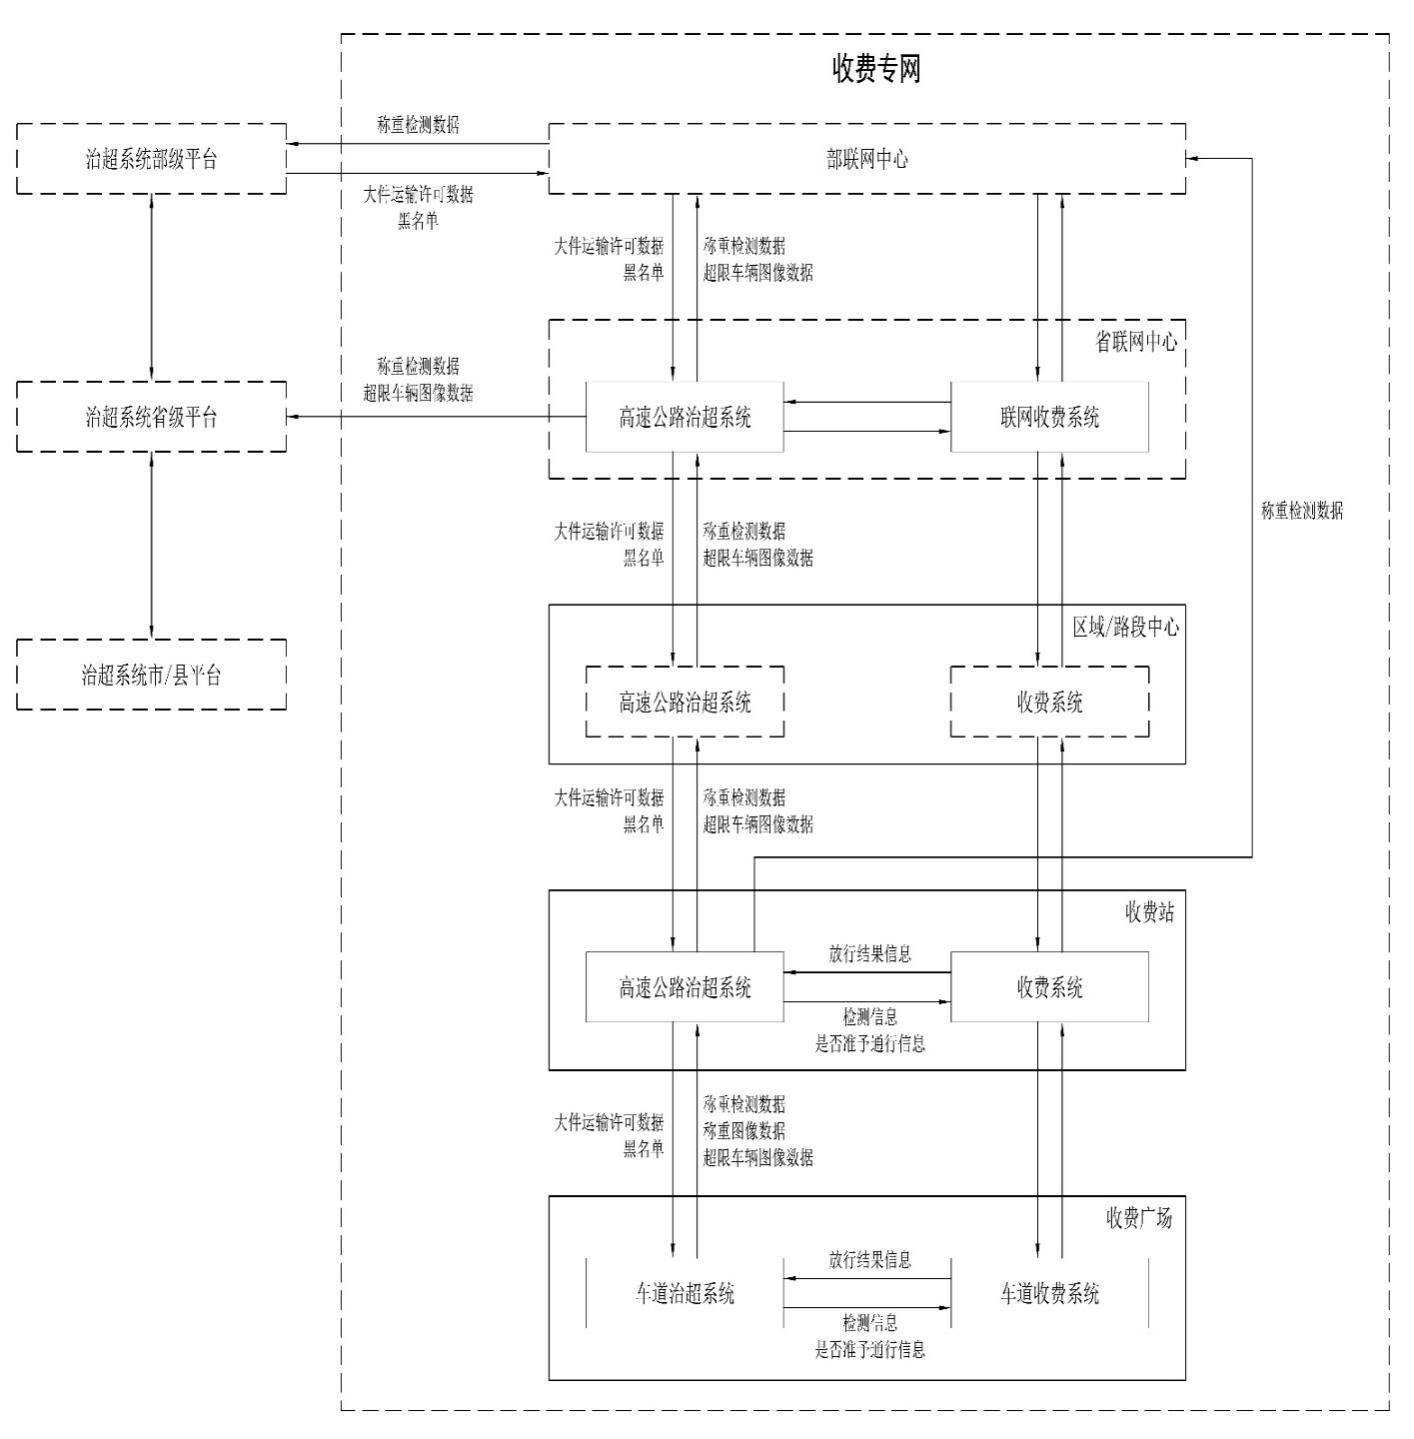 收费专网
称重检测数据
治超系统部级平台
部联网中心
大件运输许可数据
黑名单
大件运输许可数据
黑名单
称重检测数据
超限车辆图像数据
省联网中心
称重检测数据
超限车辆图像数据
治超系统省级平台
高速公路治超系统
联网收费系统
称重检测数据
大件运输许可数据
黑名单
称重检测数据
超限车辆图像数据
区域/路段中心
治超系统市/县平台
高速公路治超系统
收费系统
大件运输许可数据
黑名单
称重检测数据
超限车辆图像数据
收费站
放行结果信息
高速公路治超系统
收费系统
检测信息
是否准予通行信息
大件运输许可数据
黑名单
称重检测数据
称重图像数据
超限车辆图像数据
收费广场
放行结果信息
车道治超系统
车道收费系统
检测信息
是否准予通行信息